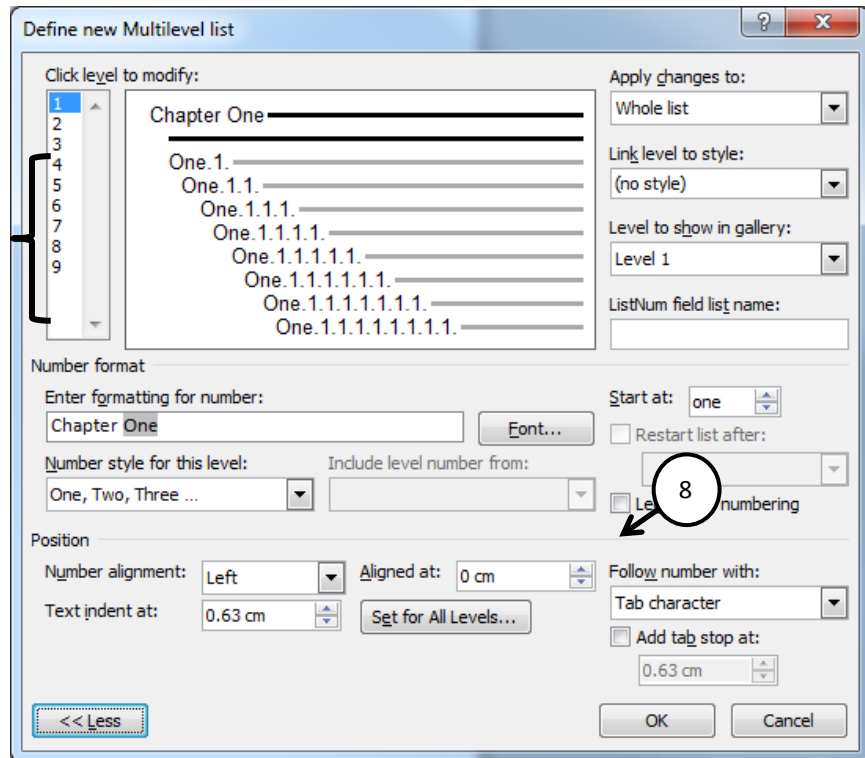 Define new Multilevel list
Click level to modify:
1
2
3
4
5
6
7
8
9
Chapter One
One.1.
One.1.1.
One.1.1.1.
One.1.1.1.1.
One.1.1.1.1.1.
One.1.1.1.1.1.1.
One.1.1.1.1.1.1.1.
One.1.1.1.1.1.1.1.1.
Apply changes to:
Whole list
Link level to style:
(no style)
Level to show in gallery:
Level 1
ListNum field list name:
Number format
Enter formatting for number:
Chapter One
Font...
Start at: one
Restart list after:
Number style for this level:
Include level number from:
One, Two, Three ...
8
numbering
Position
Number alignment: Left
Aligned at: 0 cm
Follow number with:
Tab character
Text indent at: 0.63 cm
Set for All Levels...
Add tab stop at:
0.63 cm
<< Less
OK
Cancel